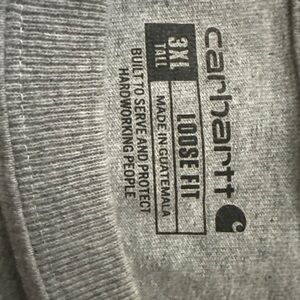 carhartt
3XL
TALL
LOOSE FIT
MADE IN GUATEMALA
BUILT TO SERVE AND PROTECT
HARDWORKING PEOPLE